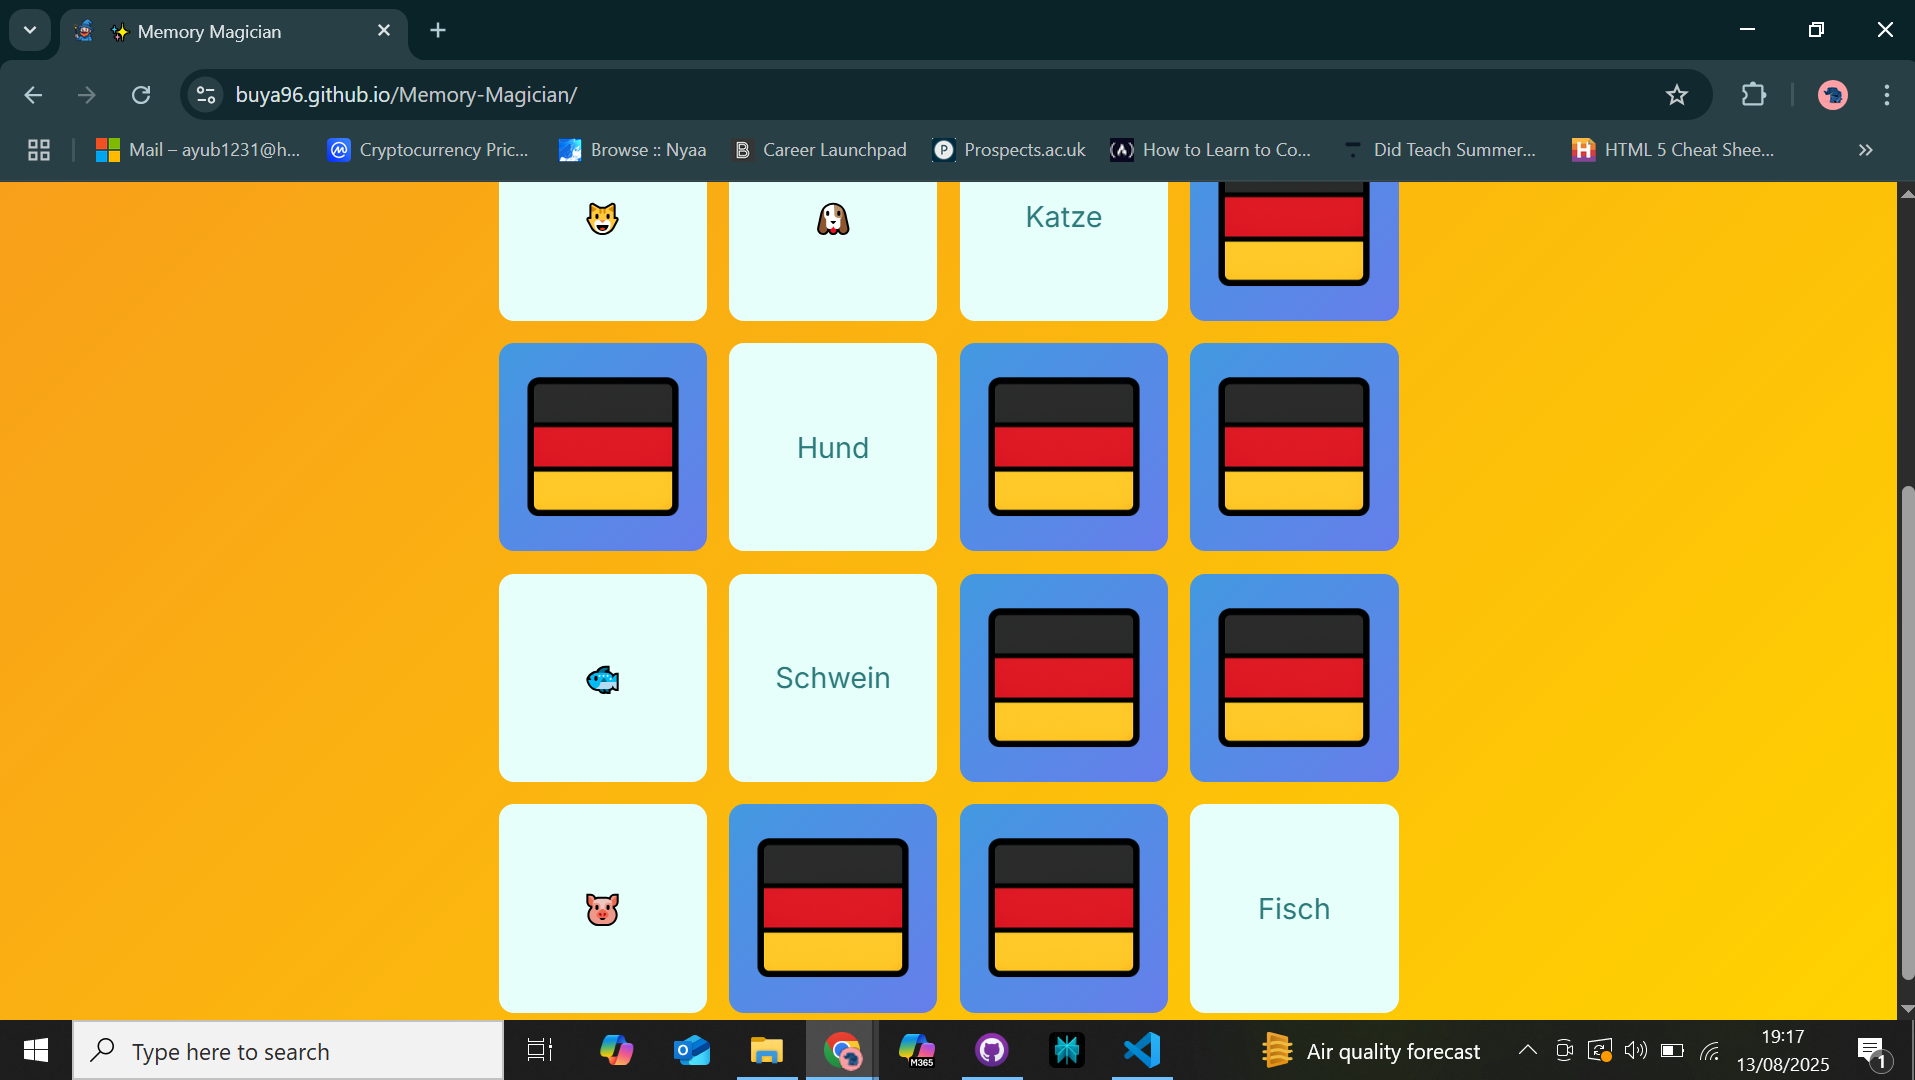 ✨ Memory Magician
buya96.github.io/Memory-Magician/
Mail – ayub1231@h...
Cryptocurrency Pric...
Browse :: Nyaa
Career Launchpad
Prospects.ac.uk
How to Learn to Co...
Did Teach Summer...
HTML 5 Cheat Shee...
Katze
Hund
Schwein
Fisch
Type here to search
M365
Air quality forecast
19:17
13/08/2025
1